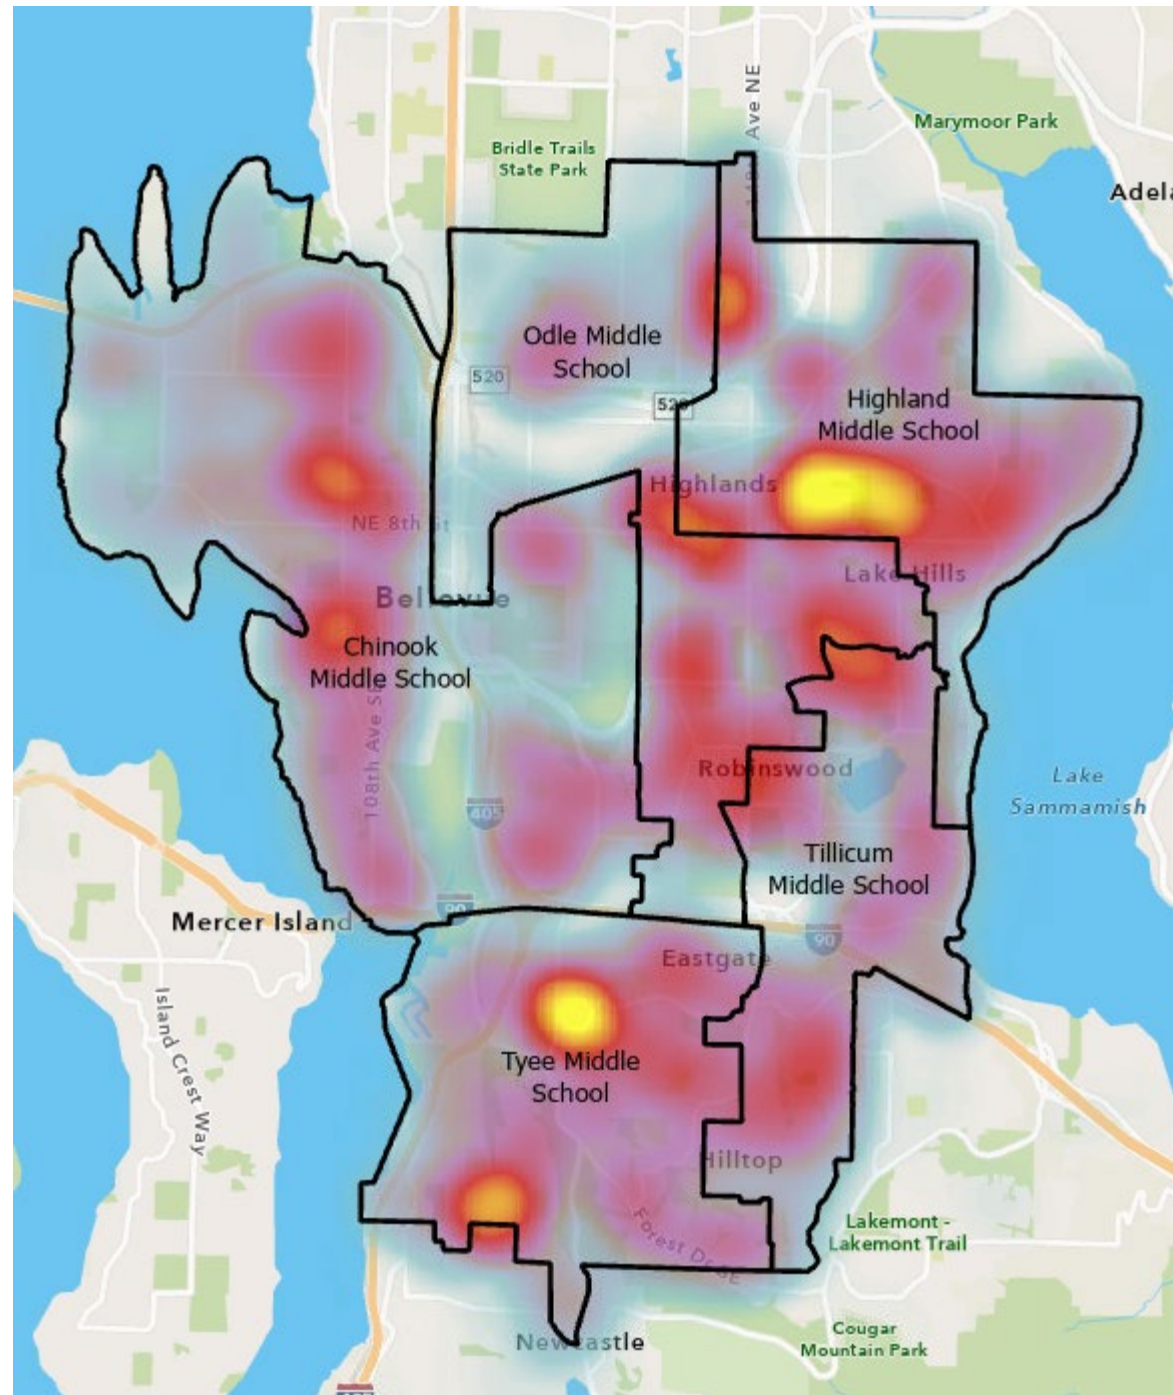 Ave NE
Marymoor Park
Bridle Trails
State Park
Odle Middle
School
520
Highland
Middle School
Highlands
NE 8th St
Lake Hills
Bellevue
Chinook
Middle School
108th Ave SE
Robinswood
Lake
Sammamish
405
Tillicum
Middle School
90
Mercer Island
90
Eastgate
Island Crest Way
Tyee Middle
School
Hilltop
Forest Dr SE
Lakemont -
Lakemont Trail
Newcastle
Cougar
Mountain Park